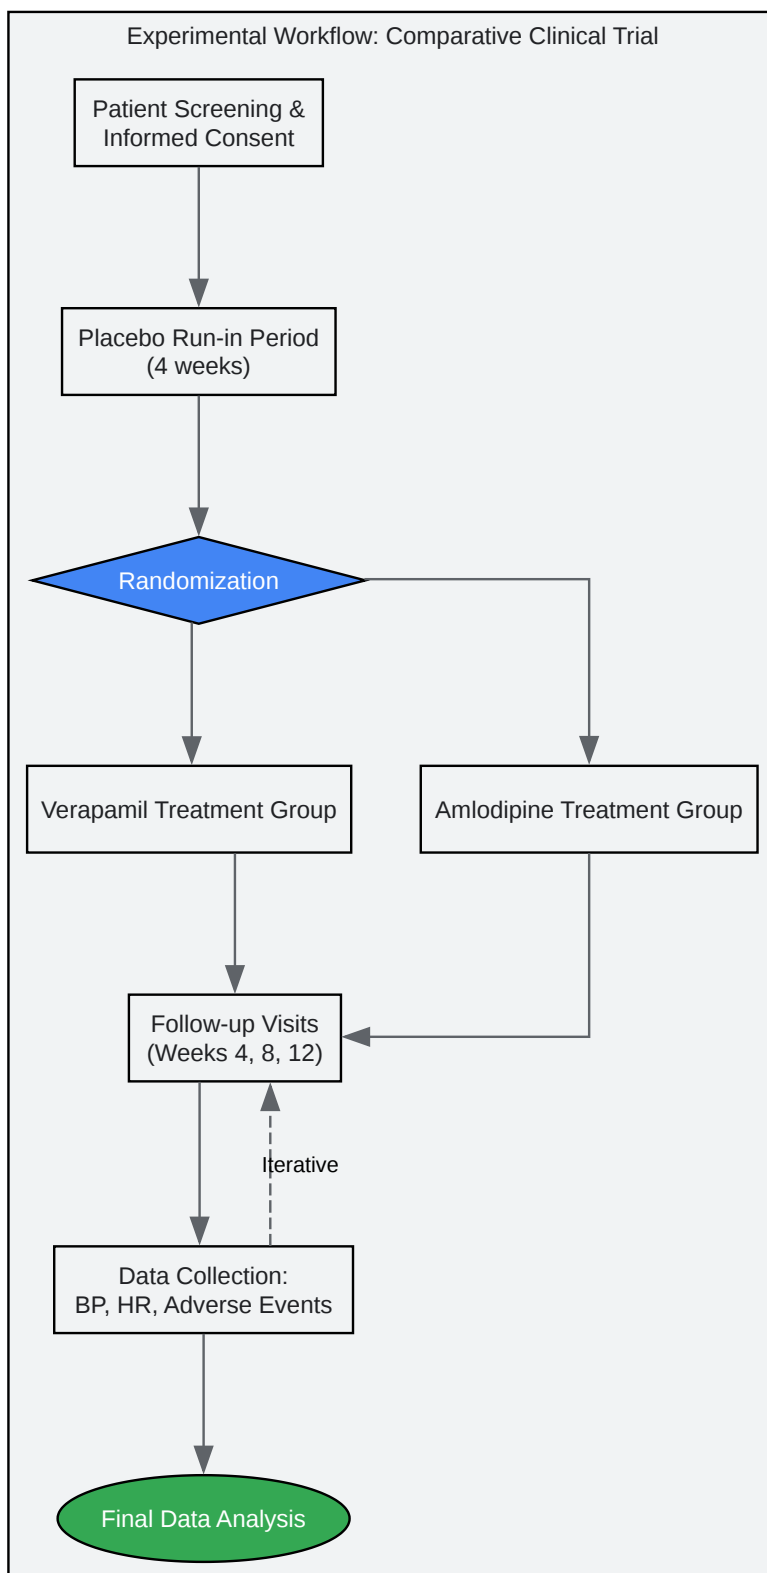 Experimental Workflow: Comparative Clinical Trial
Patient Screening &
Informed Consent
Placebo Run-in Period
(4 weeks)
Randomization
Verapamil Treatment Group
Amlodipine Treatment Group
Follow-up Visits
(Weeks 4, 8, 12)
Iterative
Data Collection:
BP, HR, Adverse Events
Final Data Analysis